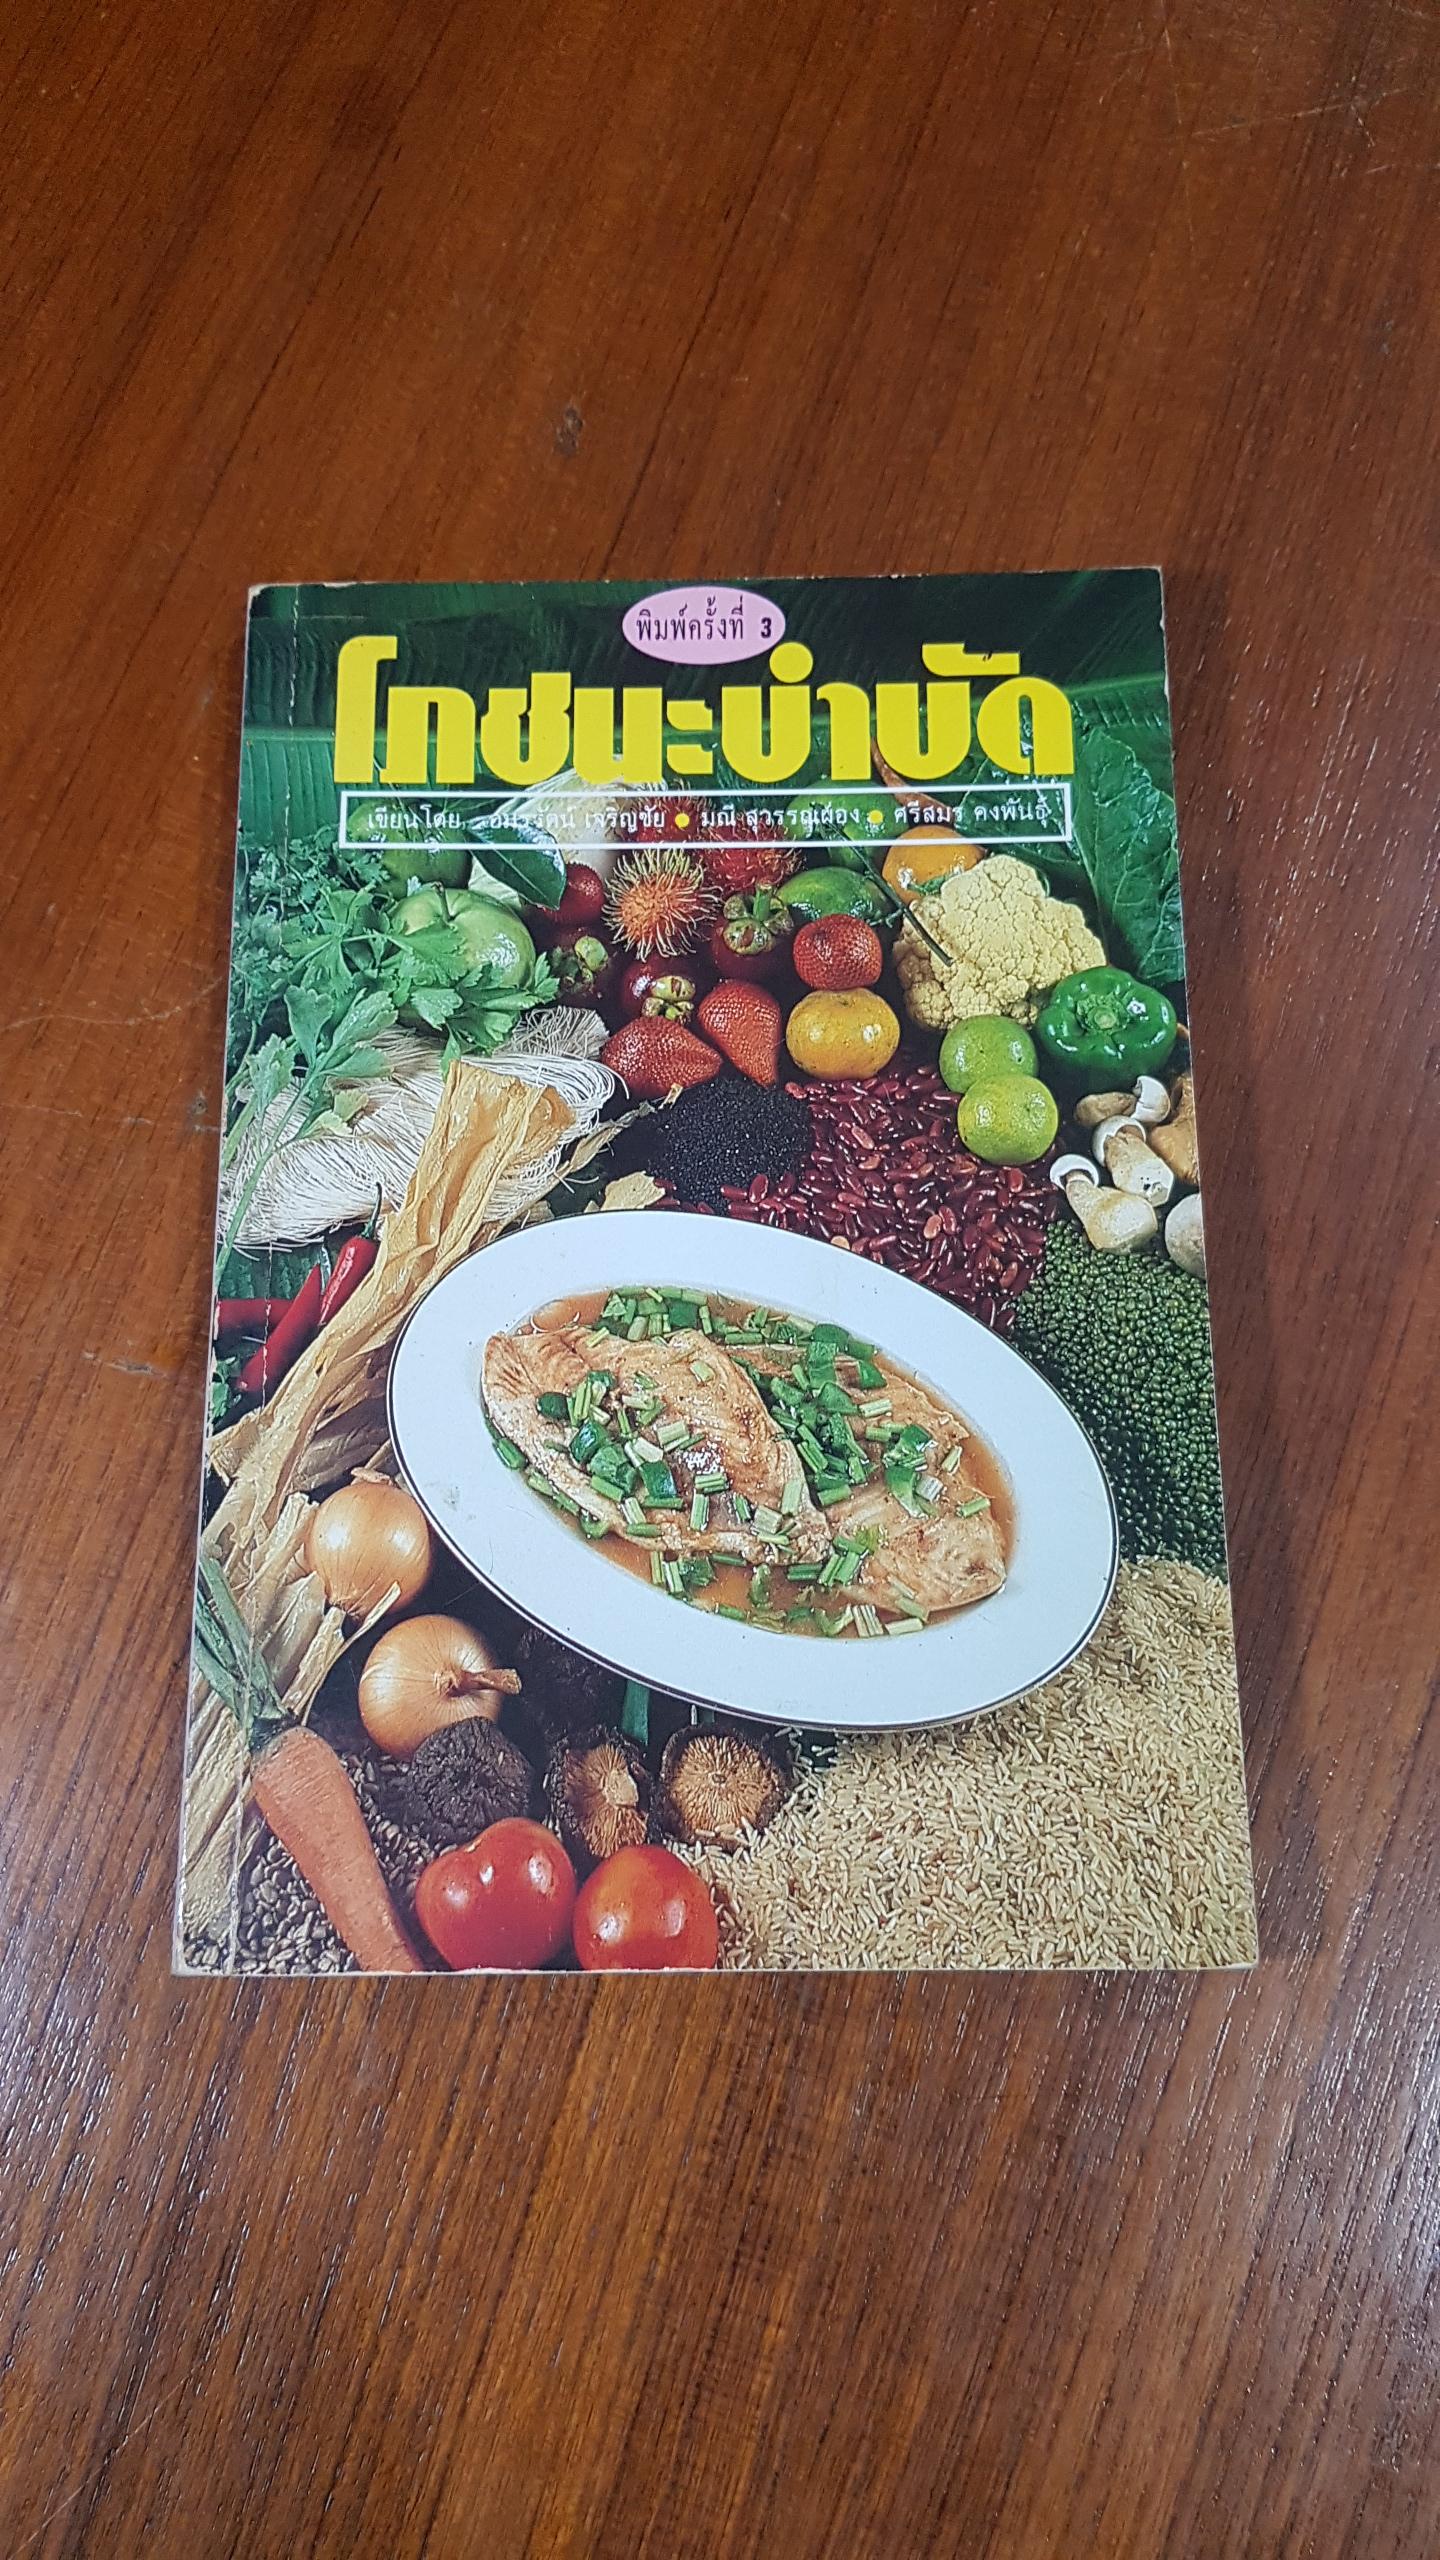 พิมพ์ครั้งที่ 3
โภชนะบำบัด
เขียนโดย อมรรัตน์ เจริญชัย ● มณี สุวรรณผ่อง ● ศรีสมร คงพันธุ์